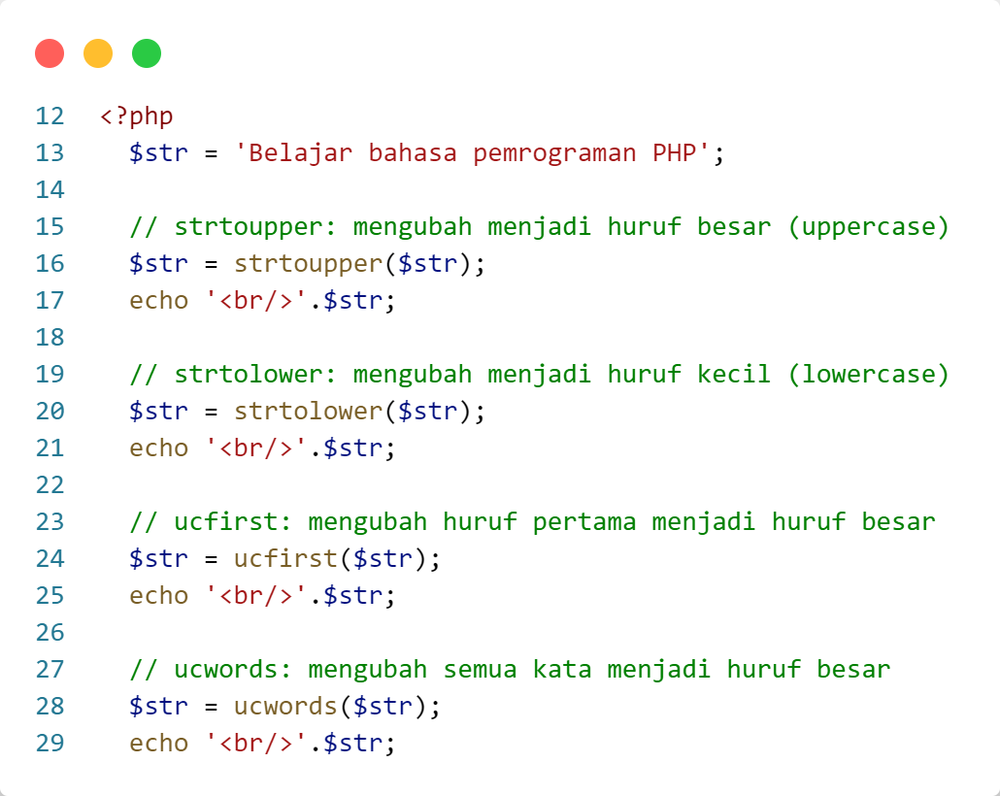 12 <?php
13 $str = 'Belajar bahasa pemrograman PHP';
14
15 // strtoupper: mengubah menjadi huruf besar (uppercase)
16 $str = strtoupper($str);
17 echo '<br/>'.$str;
18
19 // strtolower: mengubah menjadi huruf kecil (lowercase)
20 $str = strtolower($str);
21 echo '<br/>'.$str;
22
23 // ucfirst: mengubah huruf pertama menjadi huruf besar
24 $str = ucfirst($str);
25 echo '<br/>'.$str;
26
27 // ucwords: mengubah semua kata menjadi huruf besar
28 $str = ucwords($str);
29 echo '<br/>'.$str;